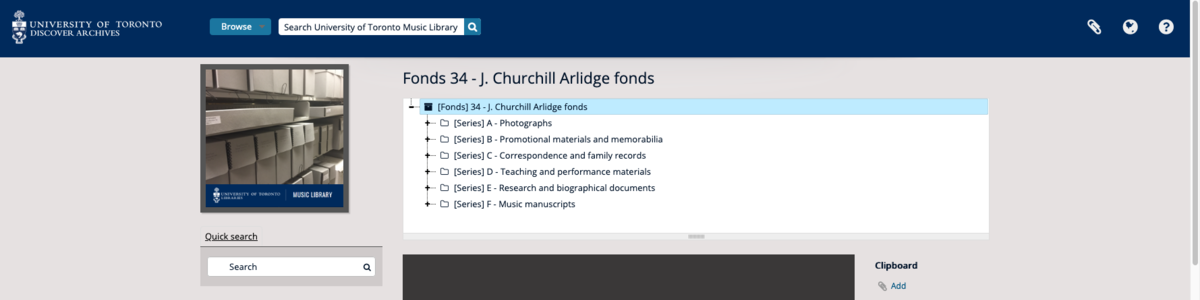 UNIVERSITY OF TORONTO
DISCOVER ARCHIVES
Browse
Search University of Toronto Music Library
Fonds 34 - J. Churchill Arlidge fonds
[Fonds] 34 - J. Churchill Arlidge fonds
[Series] A - Photographs
[Series] B - Promotional materials and memorabilia
[Series] C - Correspondence and family records
[Series] D - Teaching and performance materials
[Series] E - Research and biographical documents
[Series] F - Music manuscripts
UNIVERSITY OF TORONTO
LIBRARIES
MUSIC LIBRARY
Quick search
Search
Clipboard
Add